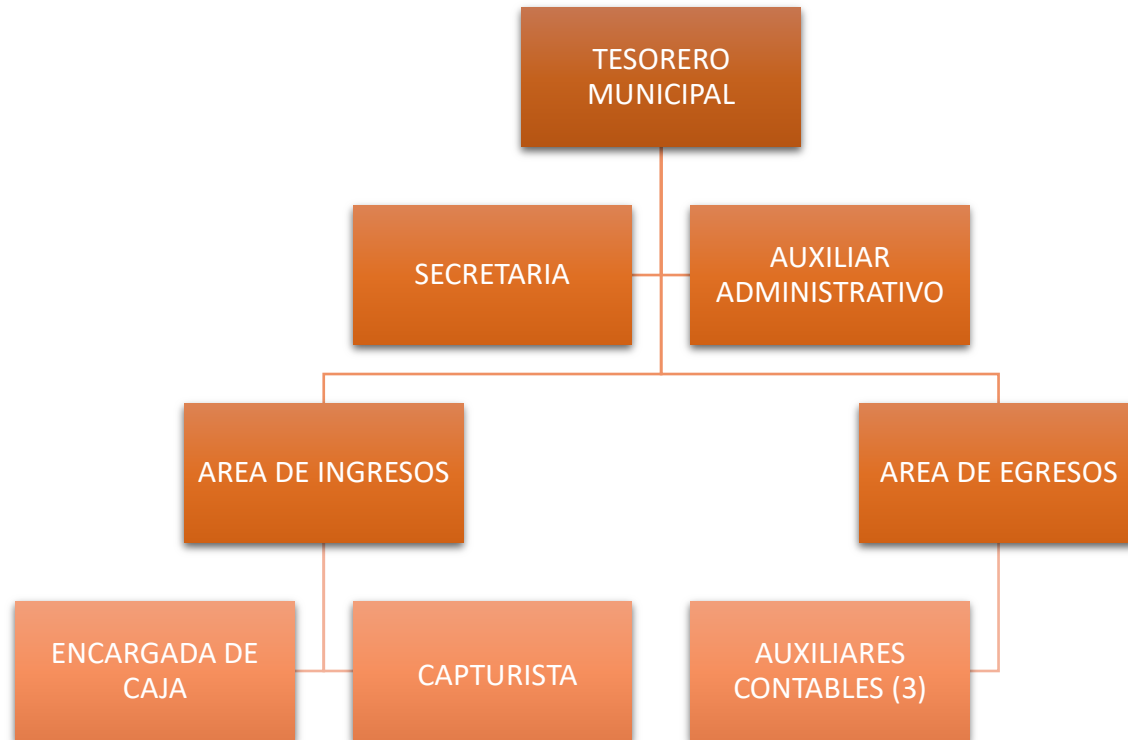 TESORERO
MUNICIPAL
SECRETARIA
AUXILIAR
ADMINISTRATIVO
AREA DE INGRESOS
AREA DE EGRESOS
ENCARGADA DE
CAJA
CAPTURISTA
AUXILIARES
CONTABLES (3)